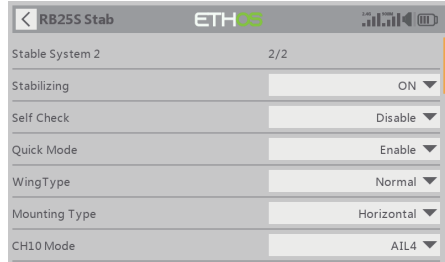 RB25S Stab
ETHOS
Stable System 2 2/2
Stabilizing ON
Self Check Disable
Quick Mode Enable
WingType Normal
Mounting Type Horizontal
CH10 Mode AIL4